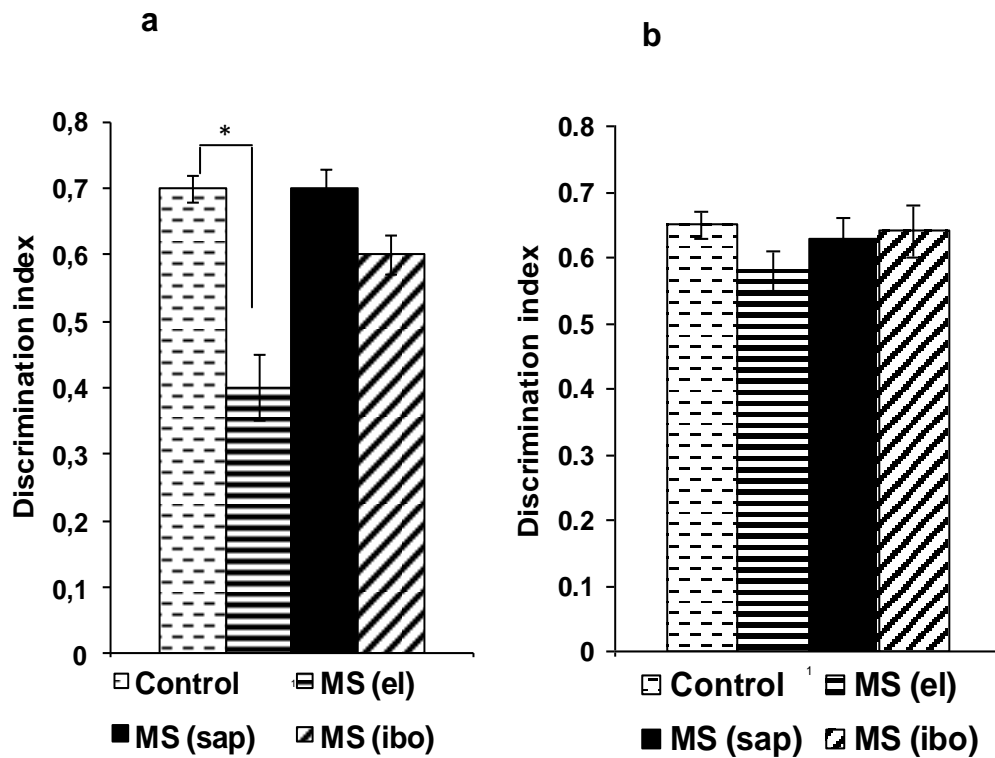 a
b
0,8
0,7
0,6
0,5
0,4
0,3
0,2
0,1
0
Discrimination index
*
1
Control
MS (el)
MS (sap)
MS (ibo)
0.8
0.7
0.6
0.5
0.4
0.3
0.2
0.1
0
Discrimination index
1
Control
MS (el)
MS (sap)
MS (ibo)